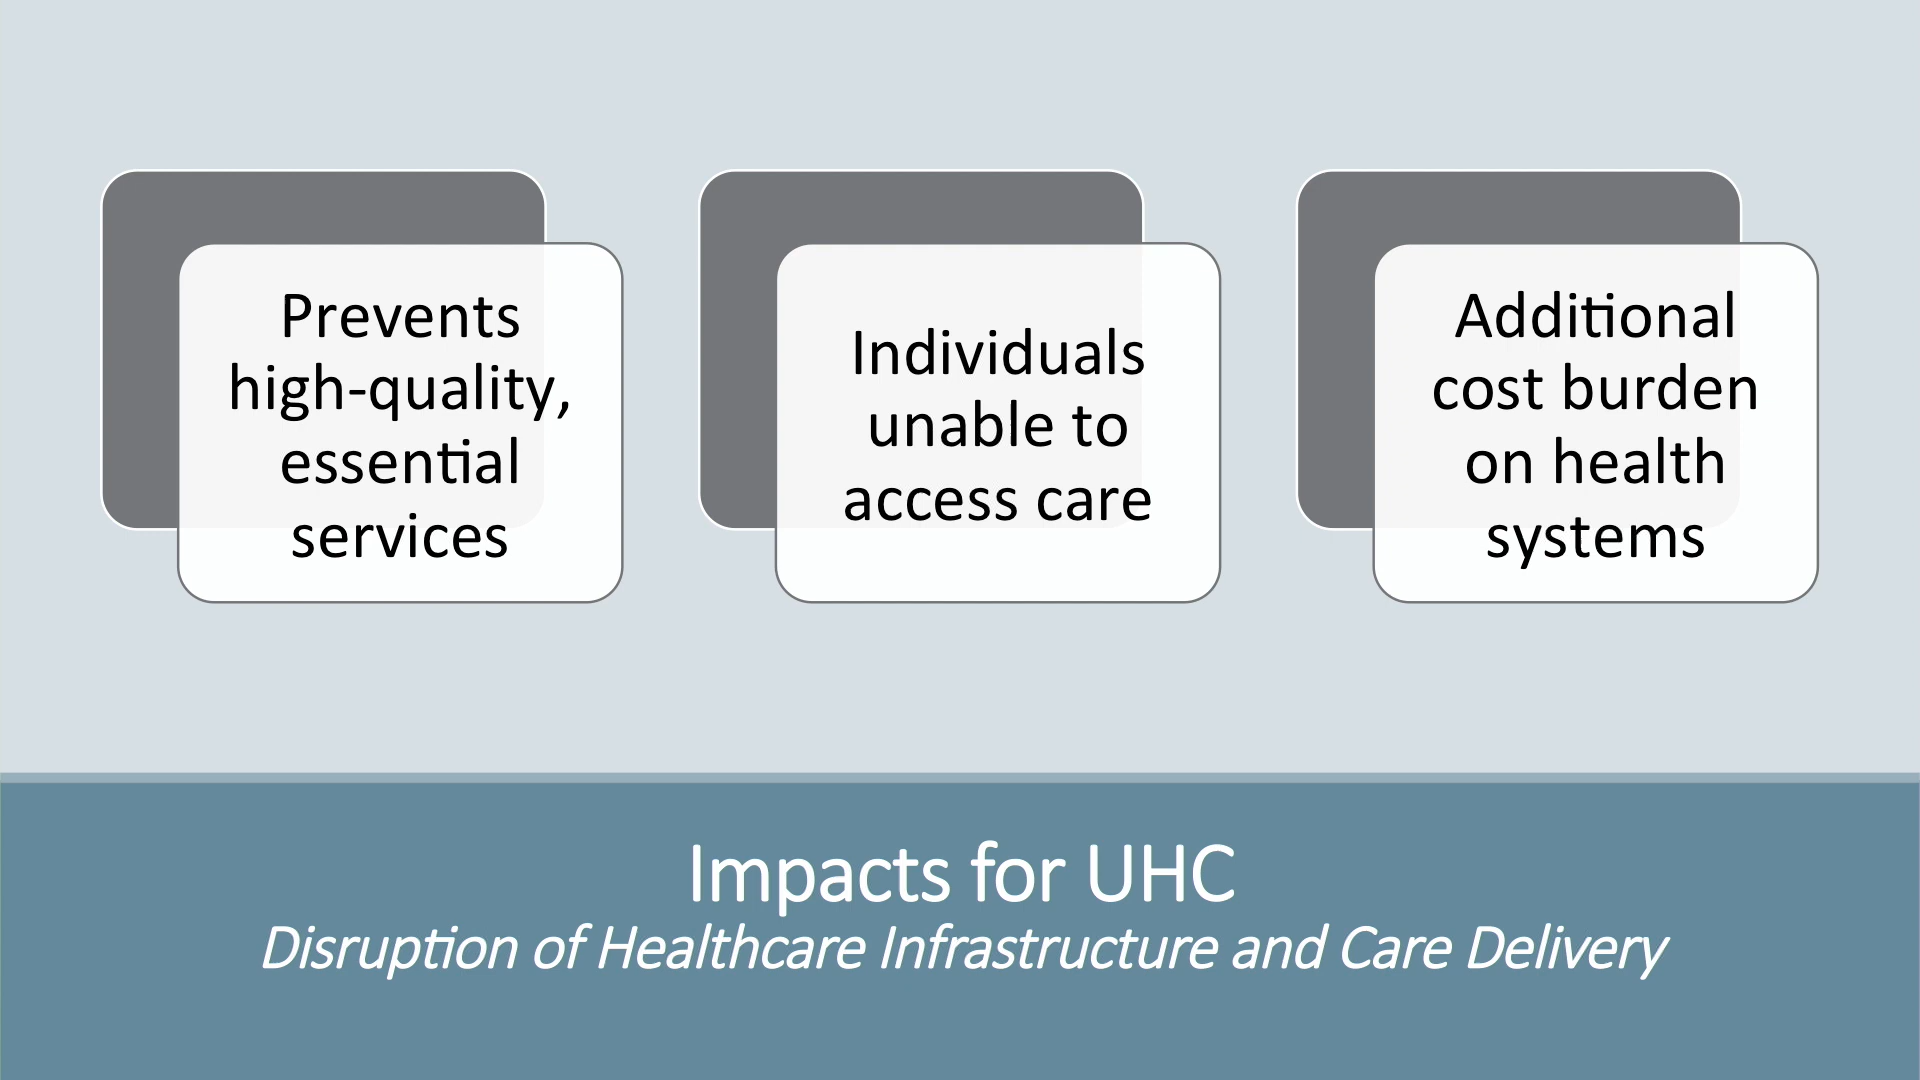 Prevents
high-quality,
essential
services
Individuals
unable to
access care
Additional
cost burden
on health
systems
Impacts for UHC
Disruption of Healthcare Infrastructure and Care Delivery